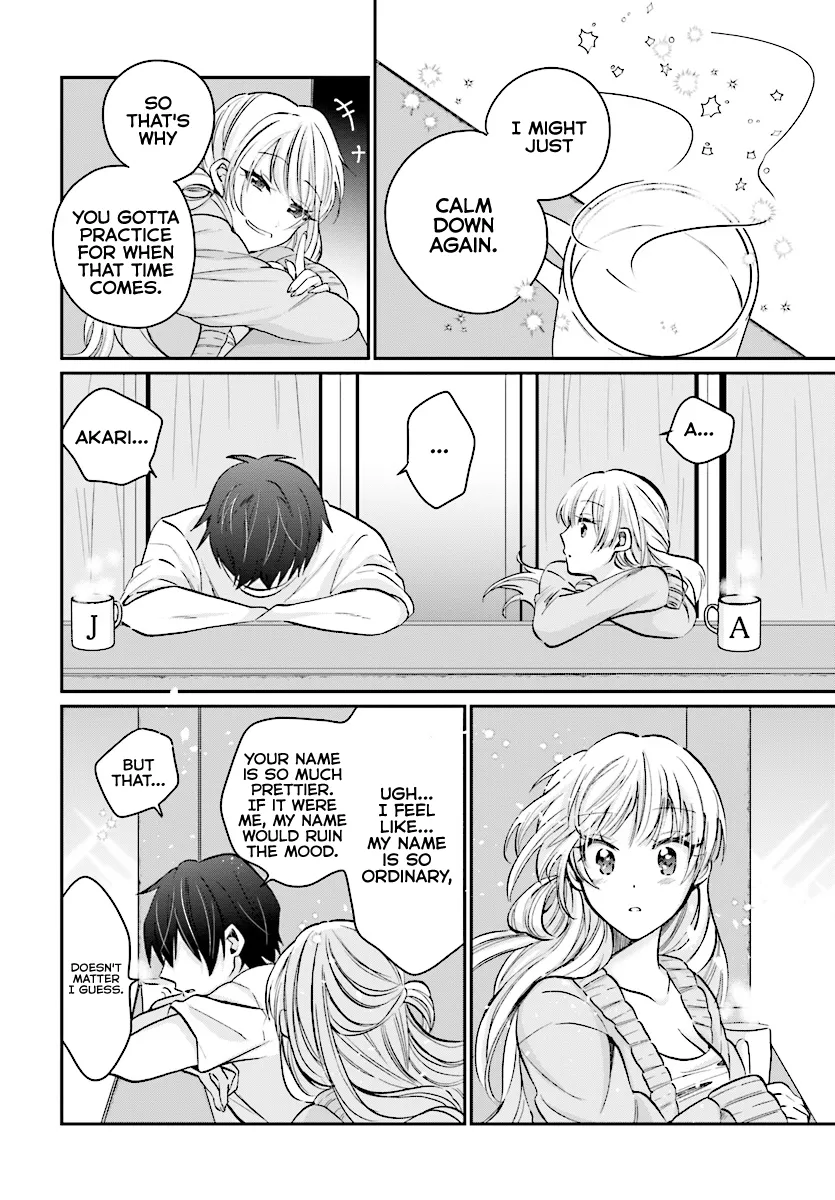 I MIGHT
JUST
CALM
DOWN
AGAIN.
SO
THAT'S
WHY
YOU GOTTA
PRACTICE
FOR WHEN
THAT TIME
COMES.
A...
...
AKARI...
J
A
UGH...
I FEEL
LIKE...
MY NAME
IS SO
ORDINARY,
YOUR NAME
IS SO MUCH
PRETTIER.
IF IT WERE
ME, MY NAME
WOULD RUIN
THE MOOD.
BUT
THAT...
DOESN'T
MATTER
I GUESS.